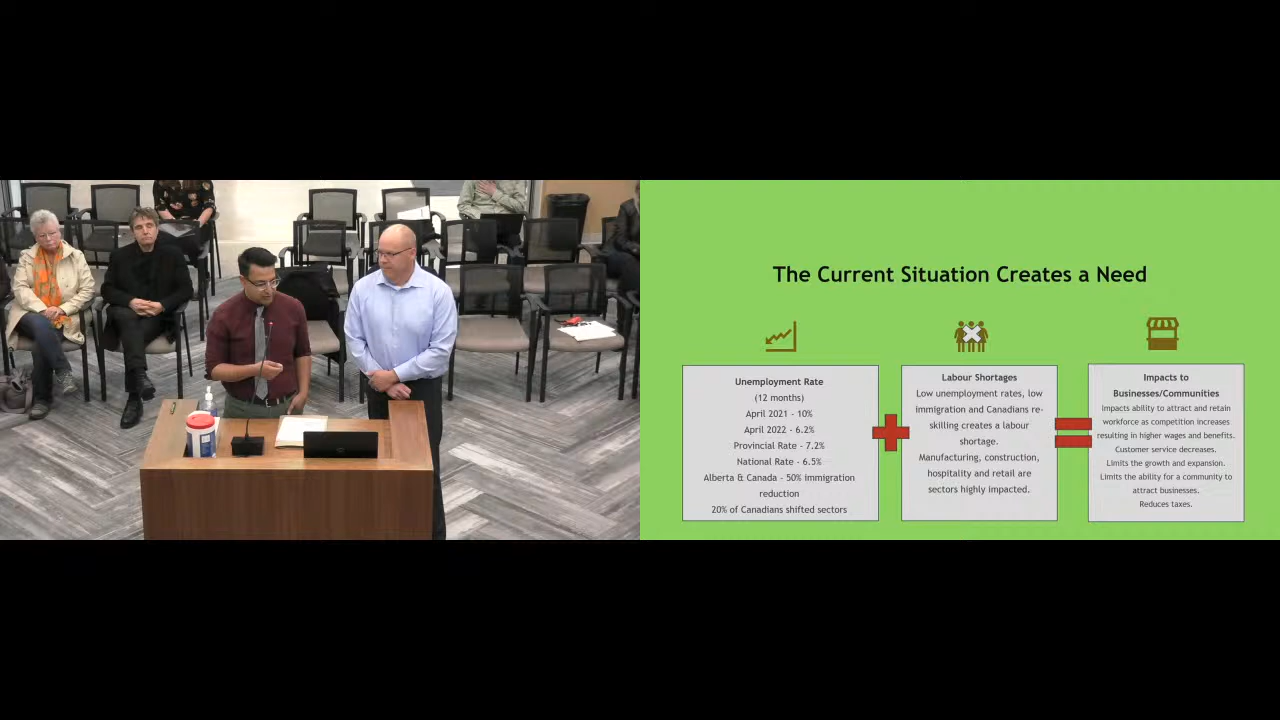 The Current Situation Creates a Need
Unemployment Rate
(12 months)
April 2021 - 10%
April 2022 - 6.2%
Provincial Rate - 7.2%
National Rate - 6.5%
Alberta & Canada - 50% immigration
reduction
20% of Canadians shifted sectors
Labour Shortages
Low unemployment rates, low
immigration and Canadians re-
skilling creates a labour
shortage.
Manufacturing, construction,
hospitality and retail are
sectors highly impacted.
Impacts to
Businesses/Communities
Impacts ability to attract and retain
workforce as competition increases
resulting in higher wages and benefits.
Customer service decreases.
Limits the growth and expansion.
Limits the ability for a community to
attract businesses.
Reduces taxes.